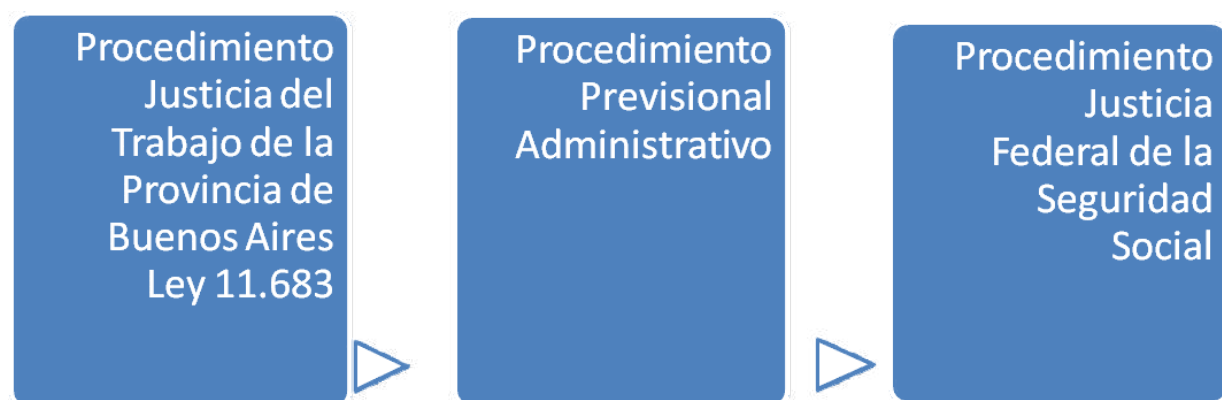 Procedimiento
Justicia del
Trabajo de la
Provincia de
Buenos Aires
Ley 11.683
Procedimiento
Previsional
Administrativo
Procedimiento
Justicia
Federal de la
Seguridad
Social